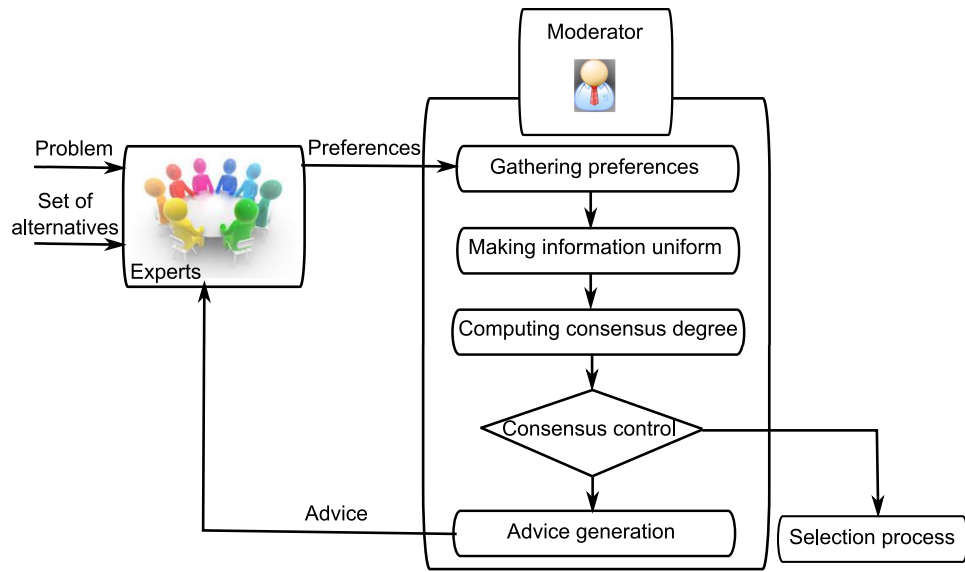 Moderator
Problem
Preferences
Gathering preferences
Set of
alternatives
Making information uniform
Experts
Computing consensus degree
Consensus control
Advice
Advice generation
Selection process